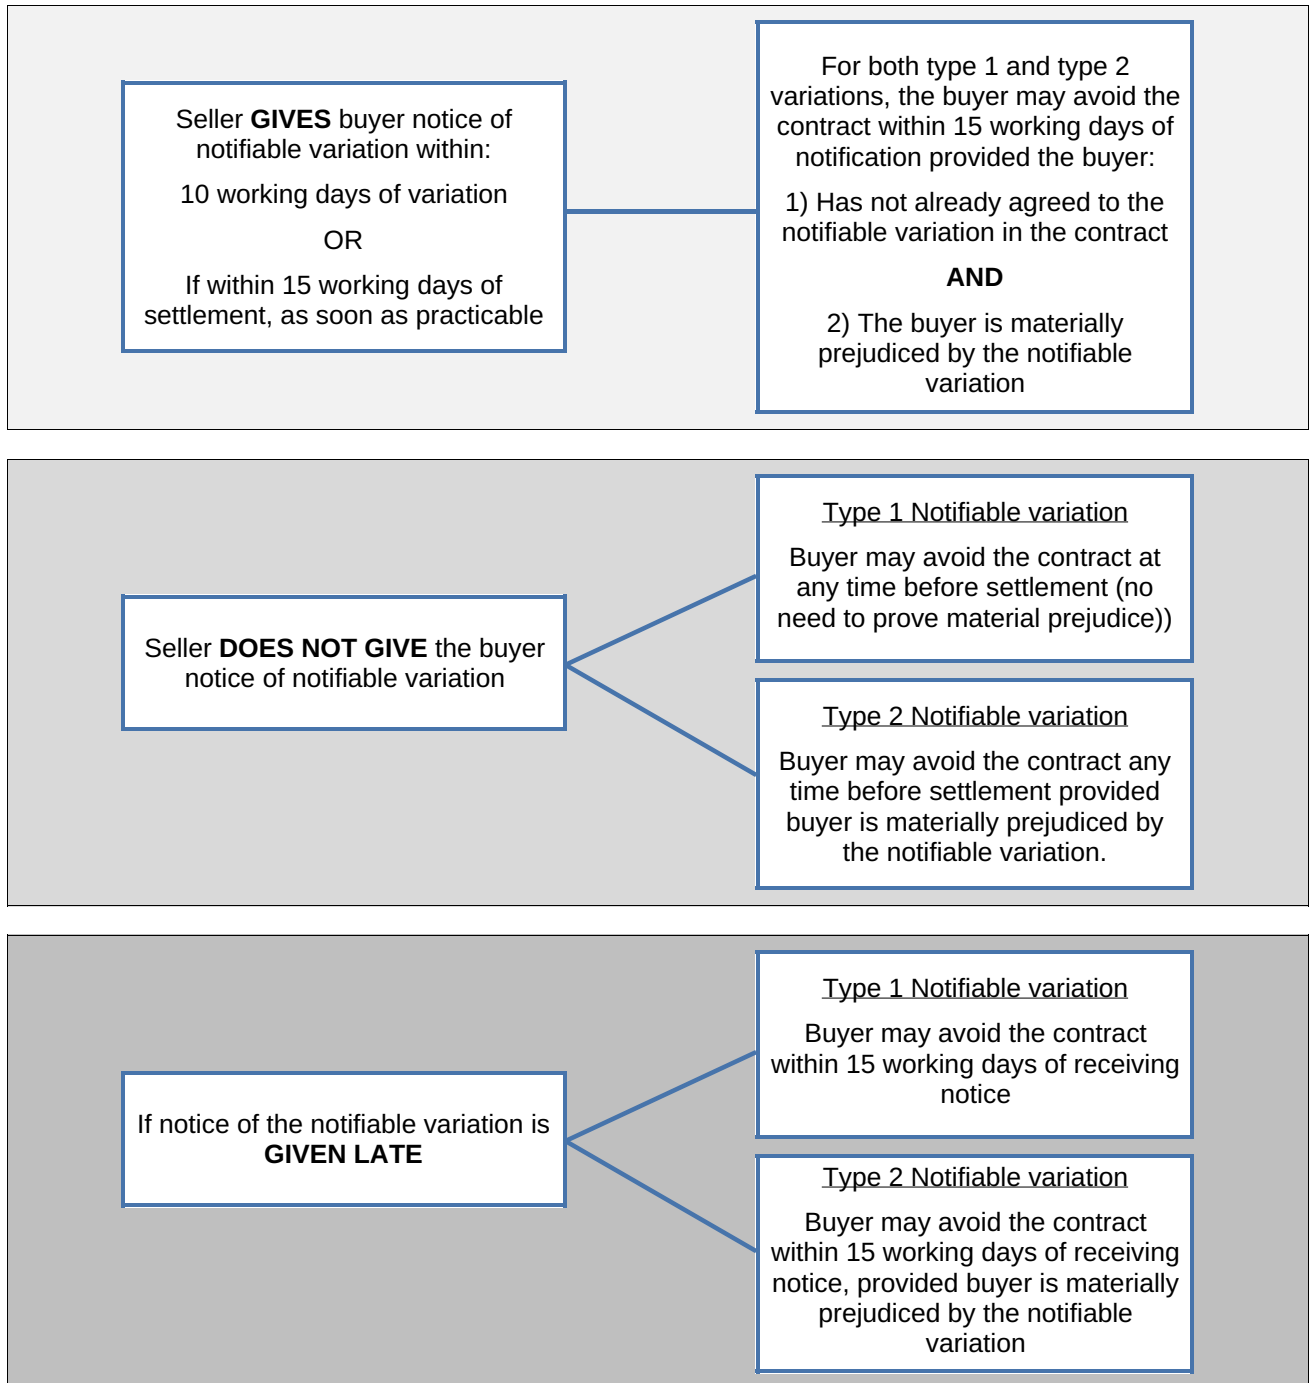 Seller GIVES buyer notice of
notifiable variation within:
10 working days of variation
OR
If within 15 working days of
settlement, as soon as practicable
For both type 1 and type 2
variations, the buyer may avoid the
contract within 15 working days of
notification provided the buyer:
1) Has not already agreed to the
notifiable variation in the contract
AND
2) The buyer is materially
prejudiced by the notifiable
variation
Seller DOES NOT GIVE the buyer
notice of notifiable variation
Type 1 Notifiable variation
Buyer may avoid the contract at
any time before settlement (no
need to prove material prejudice))
Type 2 Notifiable variation
Buyer may avoid the contract any
time before settlement provided
buyer is materially prejudiced by
the notifiable variation.
If notice of the notifiable variation is
GIVEN LATE
Type 1 Notifiable variation
Buyer may avoid the contract
within 15 working days of receiving
notice
Type 2 Notifiable variation
Buyer may avoid the contract
within 15 working days of receiving
notice, provided buyer is materially
prejudiced by the notifiable
variation